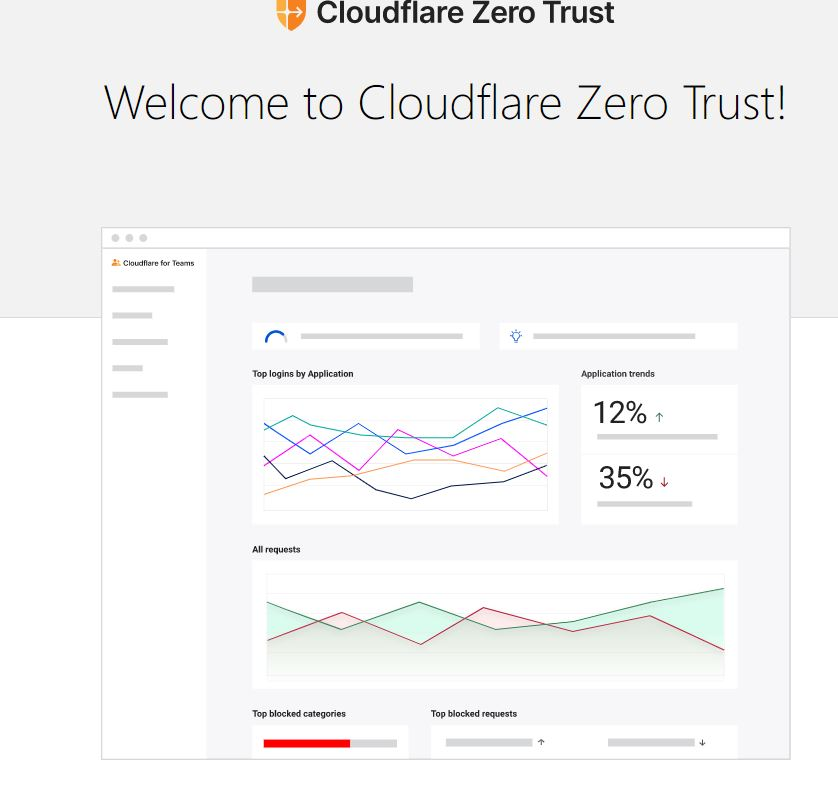 Cloudflare Zero Trust
Welcome to Cloudflare Zero Trust!
Cloudflare for Teams
Top logins by Application
Application trends
12% ↑
35% ↓
All requests
Top blocked categories
Top blocked requests